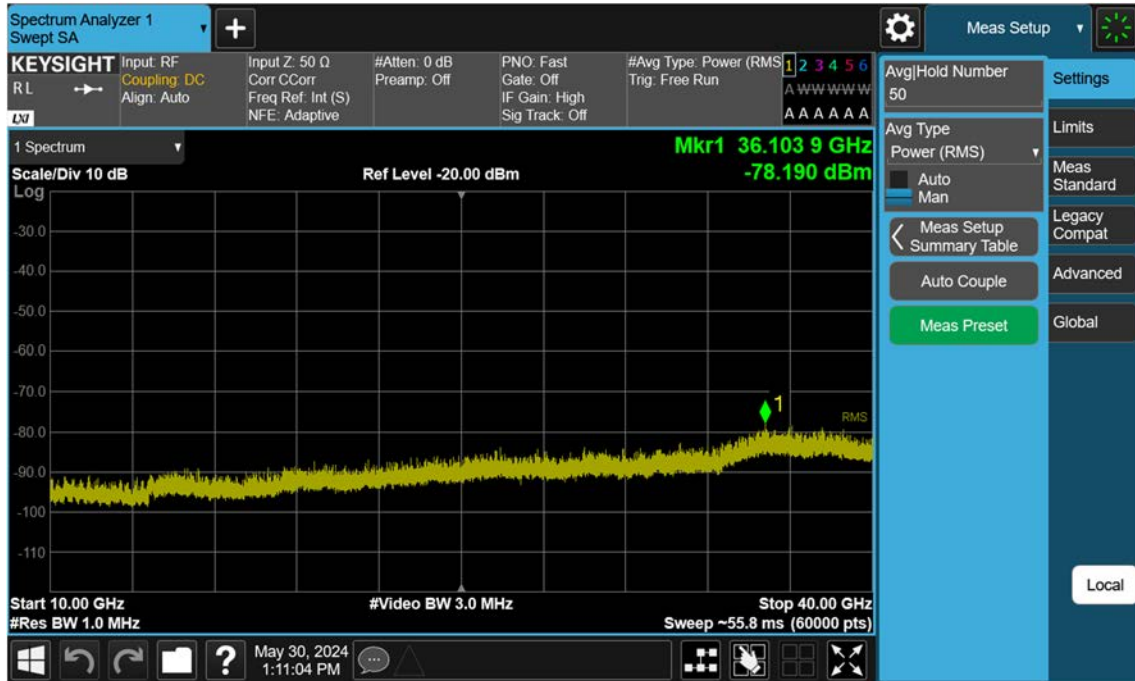 Spectrum Analyzer 1
Swept SA
Meas Setup
KEYSIGHT
R L
LXI
Input: RF
Coupling: DC
Align: Auto
Input Z: 50 Ω
Corr CCorr
Freq Ref: Int (S)
NFE: Adaptive
#Atten: 0 dB
Preamp: Off
PNO: Fast
Gate: Off
IF Gain: High
Sig Track: Off
#Avg Type: Power (RMS
Trig: Free Run
1 2 3 4 5 6
A W W W W W
A A A A A A
1 Spectrum
Scale/Div 10 dB
Log
Ref Level -20.00 dBm
Mkr1 36.103 9 GHz
-78.190 dBm
-30.0
-40.0
-50.0
-60.0
-70.0
-80.0
-90.0
-100
-110
1
RMS
Start 10.00 GHz
#Res BW 1.0 MHz
#Video BW 3.0 MHz
Stop 40.00 GHz
Sweep ~55.8 ms (60000 pts)
Avg|Hold Number
50
Avg Type
Power (RMS)
Auto
Man
Meas Setup
Summary Table
Auto Couple
Meas Preset
Settings
Limits
Meas
Standard
Legacy
Compat
Advanced
Global
Local
?
May 30, 2024
1:11:04 PM